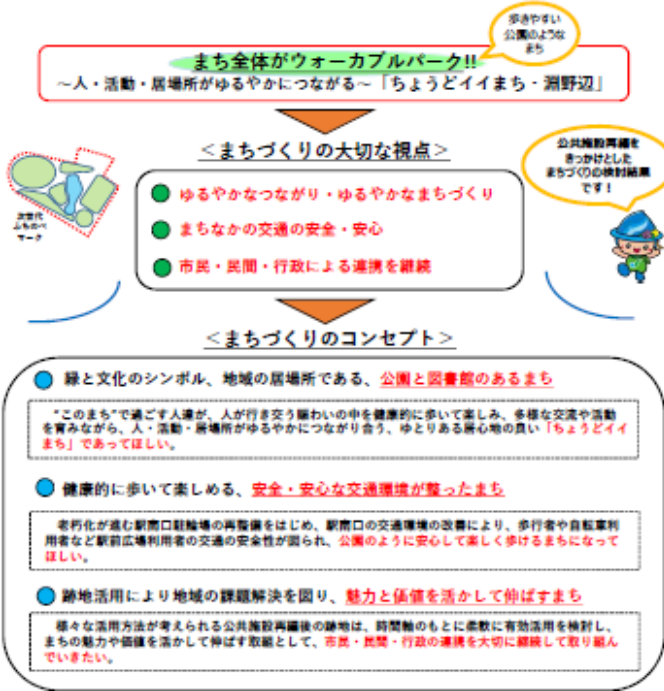 歩きやすい
公園のような
まち
まち全体がウォーカブルパーク!!
～人・活動・居場所がゆるやかにつながる～「ちょうどイイまち - 淵野辺」
＜まちづくりの大切な視点＞
公共施設再編を
きっかけとした
まちづくりの検討結果
です！
ゆるやかなつながり・ゆるやかなまちづくり
まちなかの交通の安全・安心
市民・民間・行政による連携を継続
次世代
ふちのべ
マーク
＜まちづくりのコンセプト＞
緑と文化のシンボル、地域の居場所である、公園と図書館のあるまち
"このまち"で過ごす人達が、人が行き交う賑わいの中を健康的に歩いて楽しみ、多様な交流や活動
を育みながら、人・活動・居場所がゆるやかにつながり合う、ゆとりある居心地の良い「ちょうどイイ
まち」であってほしい。
健康的に歩いて楽しめる、安全・安心な交通環境が整ったまち
老朽化が進む駅南口駐輪場の再整備をはじめ、駅南口の交通環境の改善により、歩行者や自転車利
用者など駅前広場利用者の交通の安全性が図られ、公園のように安心して楽しく歩けるまちになって
ほしい。
跡地活用により地域の課題解決を図り、魅力と価値を活かして伸ばすまち
様々な活用方法が考えられる公共施設再編後の跡地は、時間軸のもとに柔軟に有効活用を検討し、
まちの魅力や価値を活かして伸ばす取組として、市民・民間・行政の連携を大切に継続して取り組ん
でいきたい。